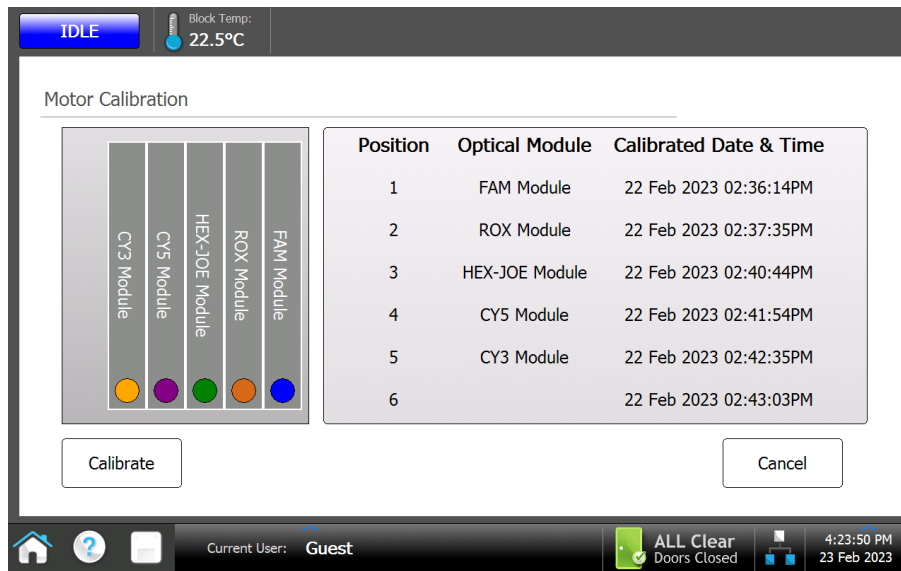 IDLE
Block Temp:
22.5ºC
Motor Calibration
CY3 Module
CY5 Module
HEX-JOE Module
ROX Module
FAM Module
Position Optical Module Calibrated Date & Time
1 FAM Module 22 Feb 2023 02:36:14PM
2 ROX Module 22 Feb 2023 02:37:35PM
3 HEX-JOE Module 22 Feb 2023 02:40:44PM
4 CY5 Module 22 Feb 2023 02:41:54PM
5 CY3 Module 22 Feb 2023 02:42:35PM
6 22 Feb 2023 02:43:03PM
Calibrate
Cancel
?
Current User: Guest
ALL Clear
Doors Closed
4:23:50 PM
23 Feb 2023